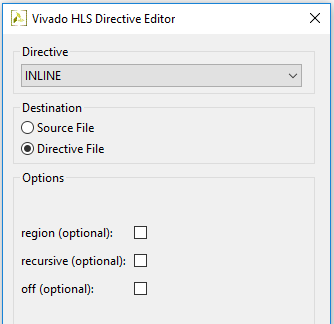 Vivado HLS Directive Editor
Directive
INLINE
Destination
Source File
Directive File
Options
region (optional):
recursive (optional):
off (optional):